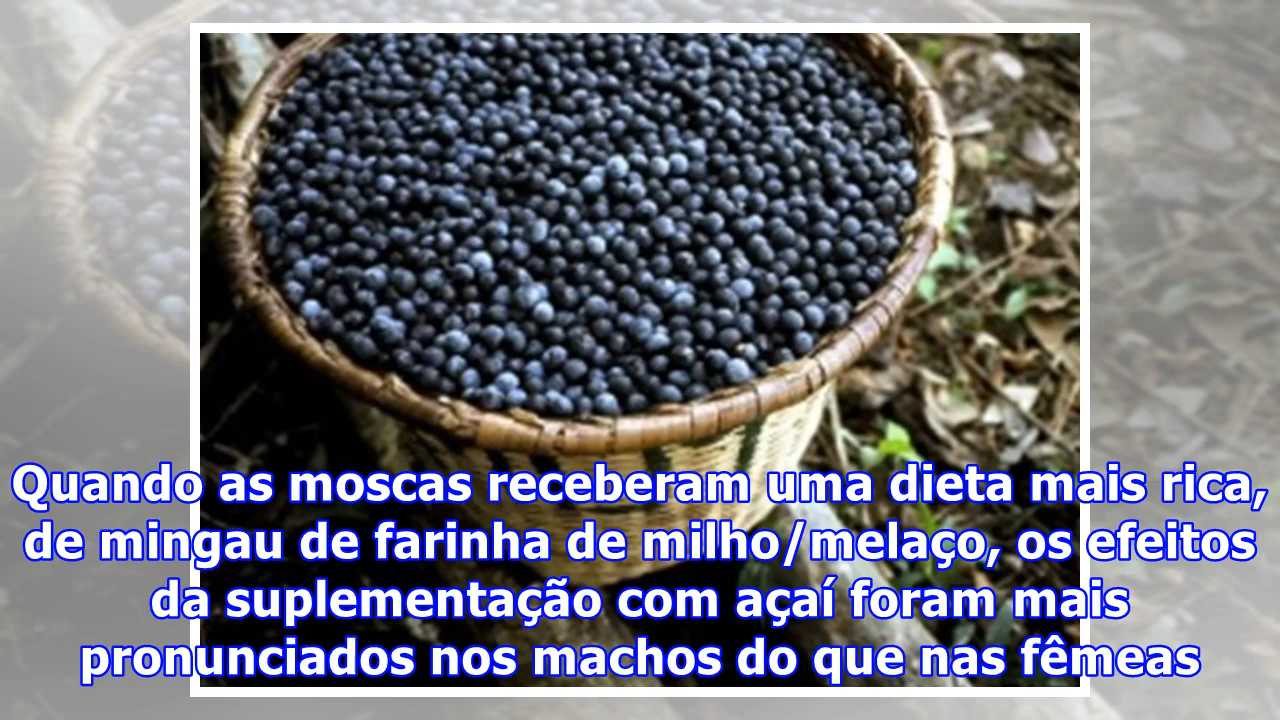 Quando as moscas receberam uma dieta mais rica,
de mingau de farinha de milho/melaço, os efeitos
da suplementação com açaí foram mais
pronunciados nos machos do que nas fêmeas